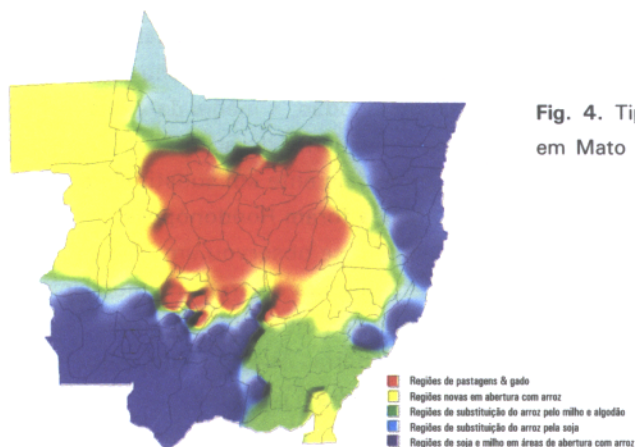 Fig. 4. Tip
em Mato
Regiões de pastagens & gado
Regiões novas em abertura com arroz
Regiões de substituição do arroz pelo milho e algodão
Regiões de substituição do arroz pela soja
Regiões de soja e milho em áreas de abertura com arroz